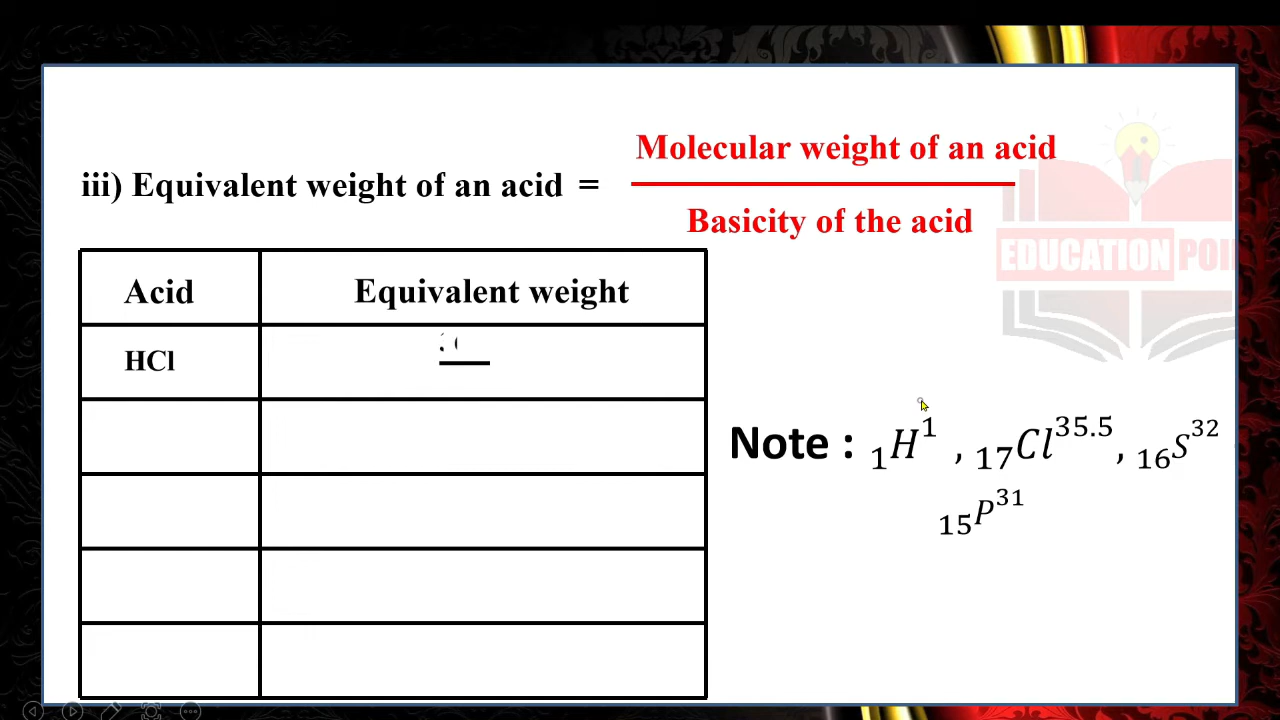 Molecular weight of an acid
iii) Equivalent weight of an acid =
Basicity of the acid
EDUCATION POI
Acid Equivalent weight
HCl
Note : ₁H¹ , ₁₇Cl³⁵·⁵, ₁₆S³²
₁₅P³¹